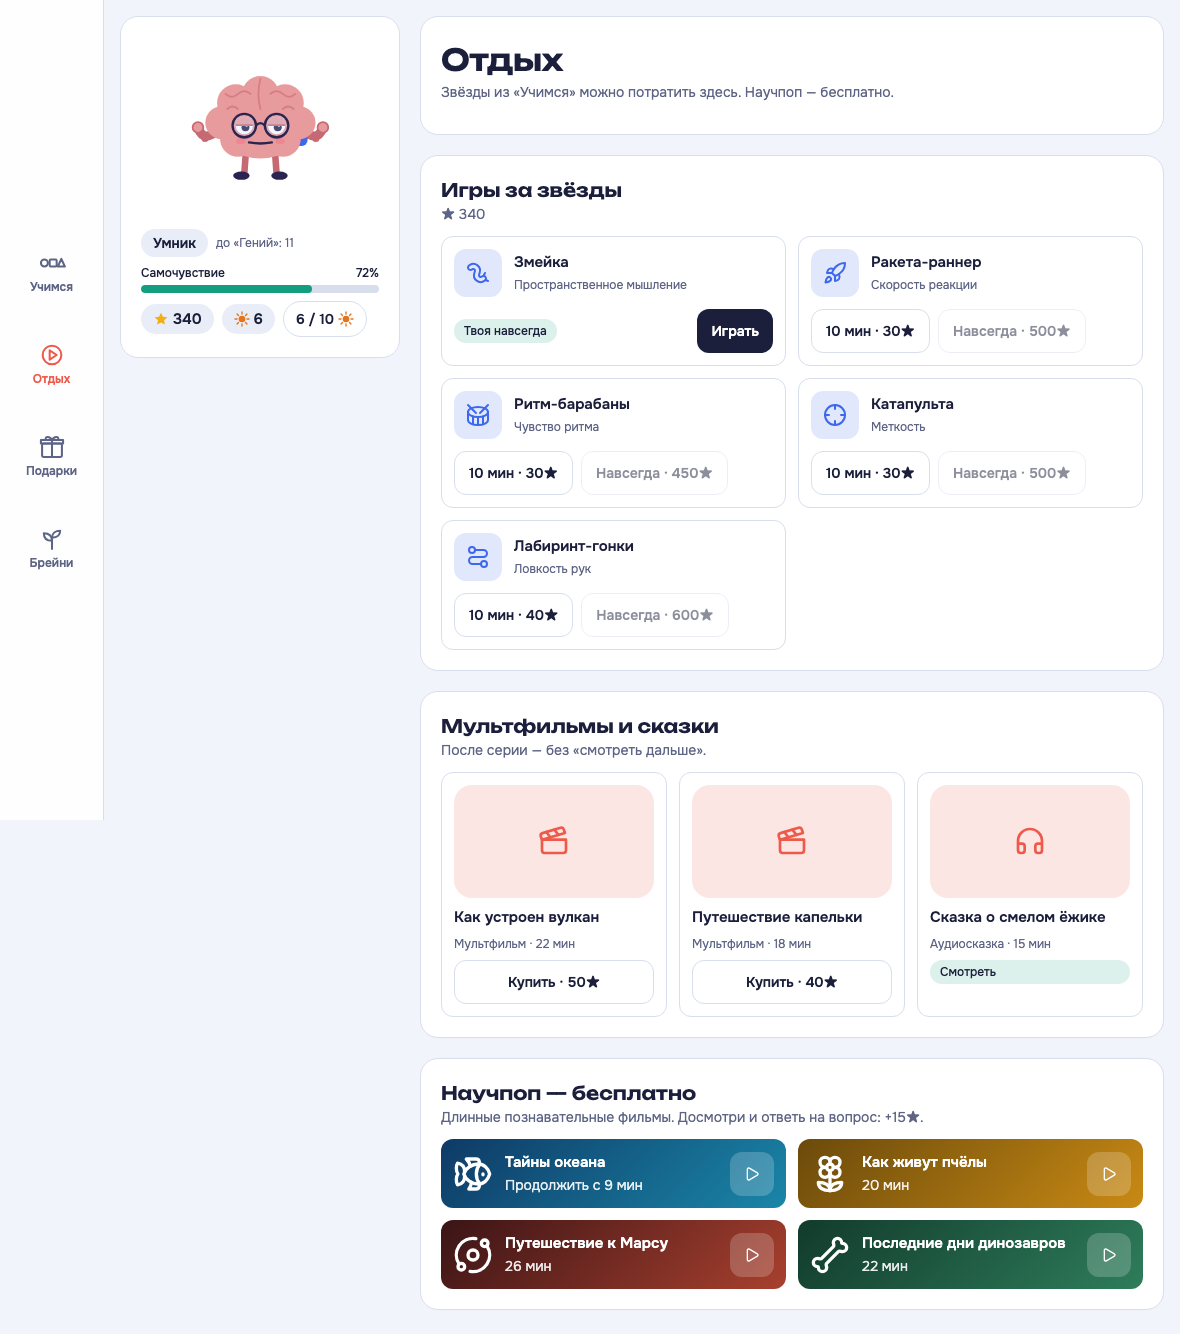 Учимся
Отдых
Подарки
Брейни
Умник
до «Гений»: 11
Самочувствие
72%
340
6
6 / 10
Отдых
Звёзды из «Учимся» можно потратить здесь. Научпоп — бесплатно.
Игры за звёзды
★ 340
Змейка
Пространственное мышление
Твоя навсегда
Играть
Ракета-раннер
Скорость реакции
10 мин · 30★
Навсегда · 500★
Ритм-барабаны
Чувство ритма
10 мин · 30★
Навсегда · 450★
Катапульта
Меткость
10 мин · 30★
Навсегда · 500★
Лабиринт-гонки
Ловкость рук
10 мин · 40★
Навсегда · 600★
Мультфильмы и сказки
После серии — без «смотреть дальше».
Как устроен вулкан
Мультфильм · 22 мин
Купить · 50★
Путешествие капельки
Мультфильм · 18 мин
Купить · 40★
Сказка о смелом ёжике
Аудиосказка · 15 мин
Смотреть
Научпоп — бесплатно
Длинные познавательные фильмы. Досмотри и ответь на вопрос: +15★.
Тайны океана
Продолжить с 9 мин
Как живут пчёлы
20 мин
Путешествие к Марсу
26 мин
Последние дни динозавров
22 мин